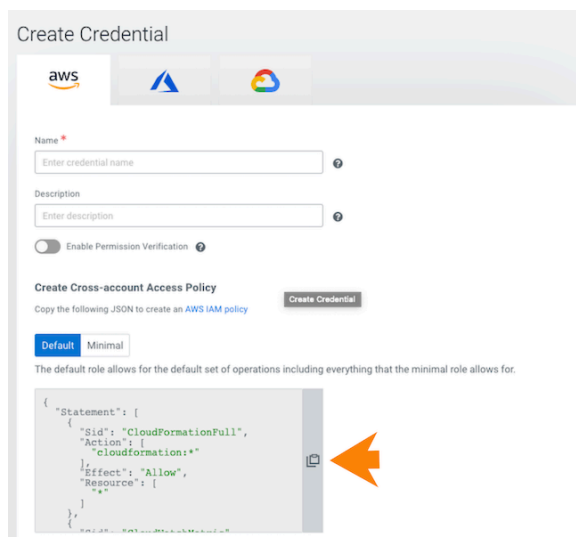 Create Credential
aws
Name *
Enter credential name
Description
Enter description
Enable Permission Verification
Create Cross-account Access Policy
Create Credential
Copy the following JSON to create an AWS IAM policy
Default Minimal
The default role allows for the default set of operations including everything that the minimal role allows for.
{
"Statement": [
{
"Sid": "CloudFormationFull",
"Action": [
"cloudformation:*"
],
"Effect": "Allow",
"Resource": [
"*"
]
},
{